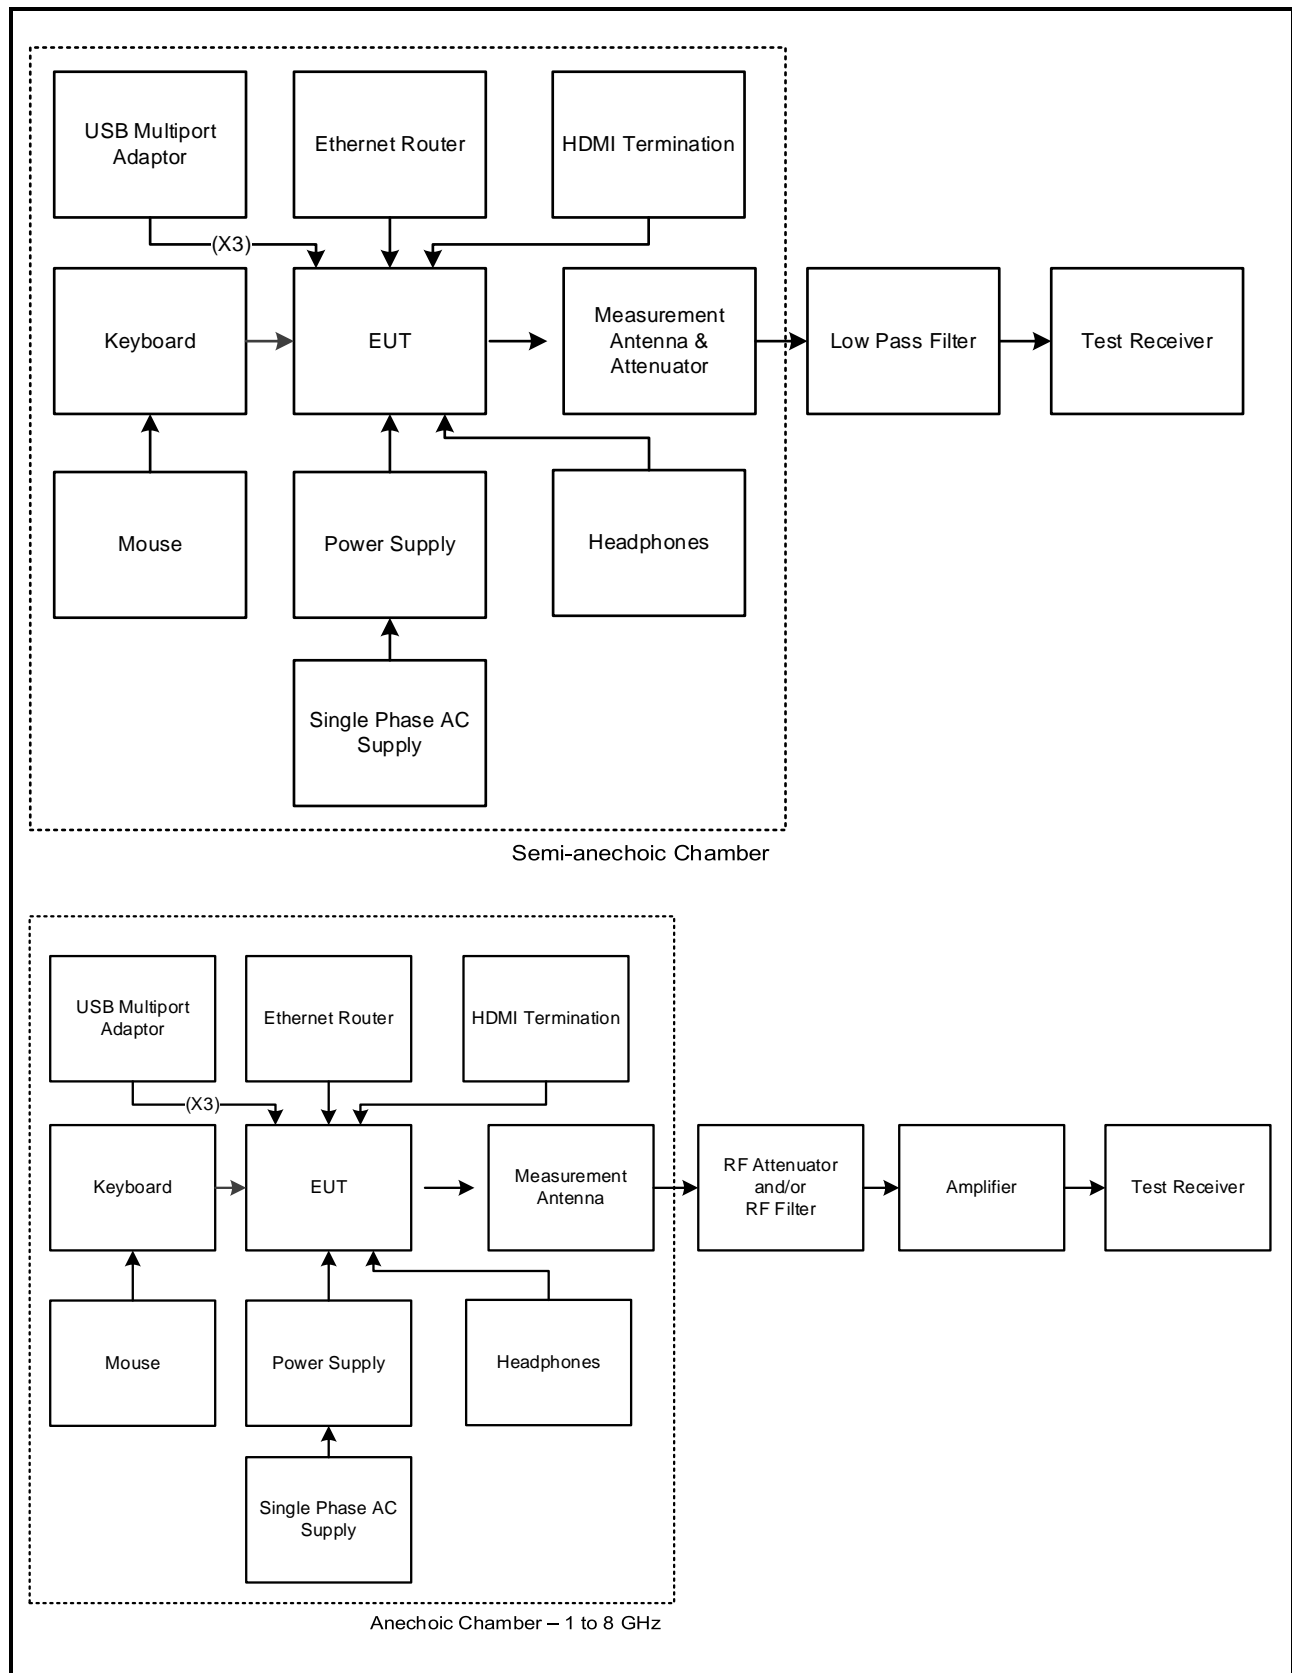 USB Multiport
Adaptor
Ethernet Router
HDMI Termination
(X3)
Keyboard
EUT
Measurement
Antenna &
Attenuator
Low Pass Filter
Test Receiver
Mouse
Power Supply
Headphones
Single Phase AC
Supply
Semi-anechoic Chamber
USB Multiport
Adaptor
Ethernet Router
HDMI Termination
(X3)
Keyboard
EUT
Measurement
Antenna
RF Attenuator
and/or
RF Filter
Amplifier
Test Receiver
Mouse
Power Supply
Headphones
Single Phase AC
Supply
Anechoic Chamber – 1 to 8 GHz